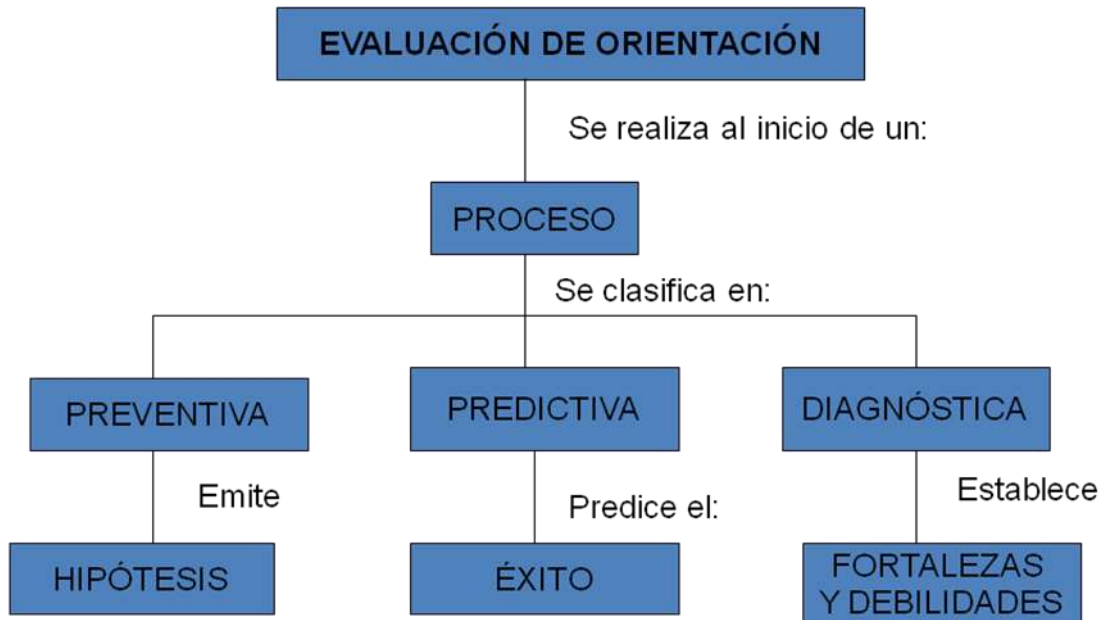 EVALUACIÓN DE ORIENTACIÓN
Se realiza al inicio de un:
PROCESO
Se clasifica en:
PREVENTIVA
PREDICTIVA
DIAGNÓSTICA
Emite
Predice el:
Establece
HIPÓTESIS
ÉXITO
FORTALEZAS
Y DEBILIDADES